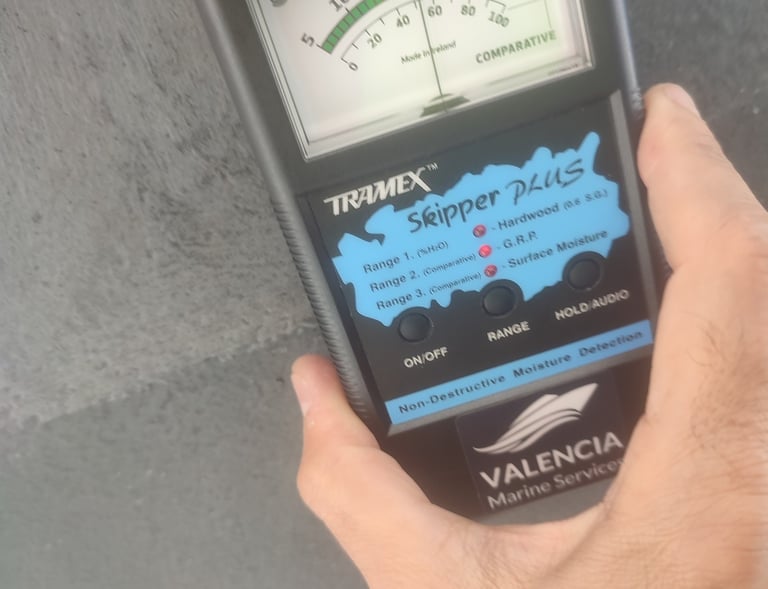 5 10
0 20 40 60 80 100
Made in Ireland
COMPARATIVE
TRAMEX™
Skipper PLUS
Range 1. (%H2O) - Hardwood (0.6 S.G.)
Range 2. (Comparative) - G.R.P.
Range 3. (Comparative) - Surface Moisture
ON/OFF RANGE HOLD/AUDIO
Non-Destructive Moisture Detection
VALENCIA
Marine Services